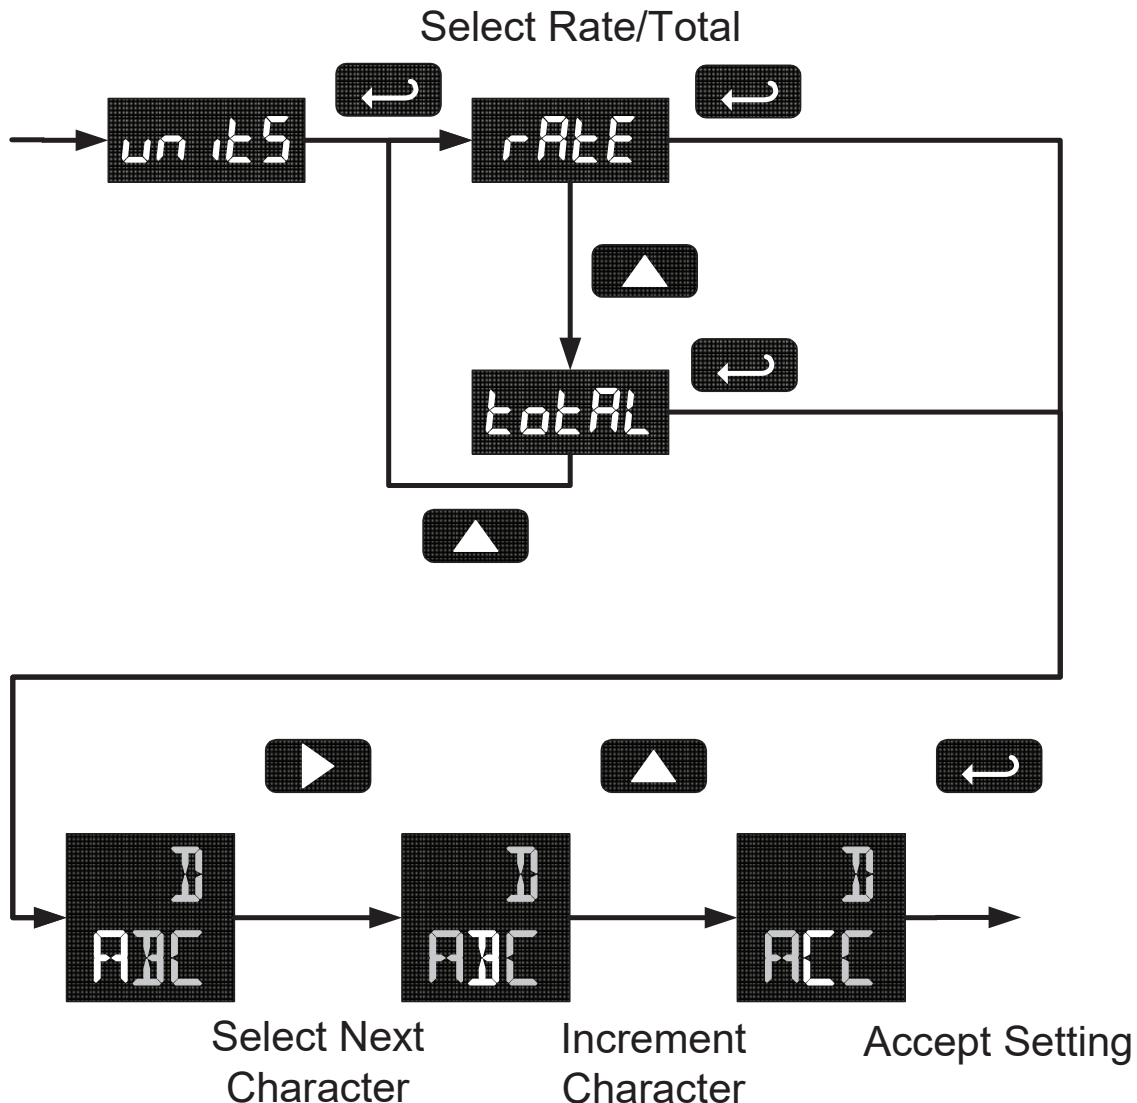 Select Rate/Total
unitS
rAtE
totAL
D
ABC
D
ABC
D
ACC
Select Next
Character
Increment
Character
Accept Setting